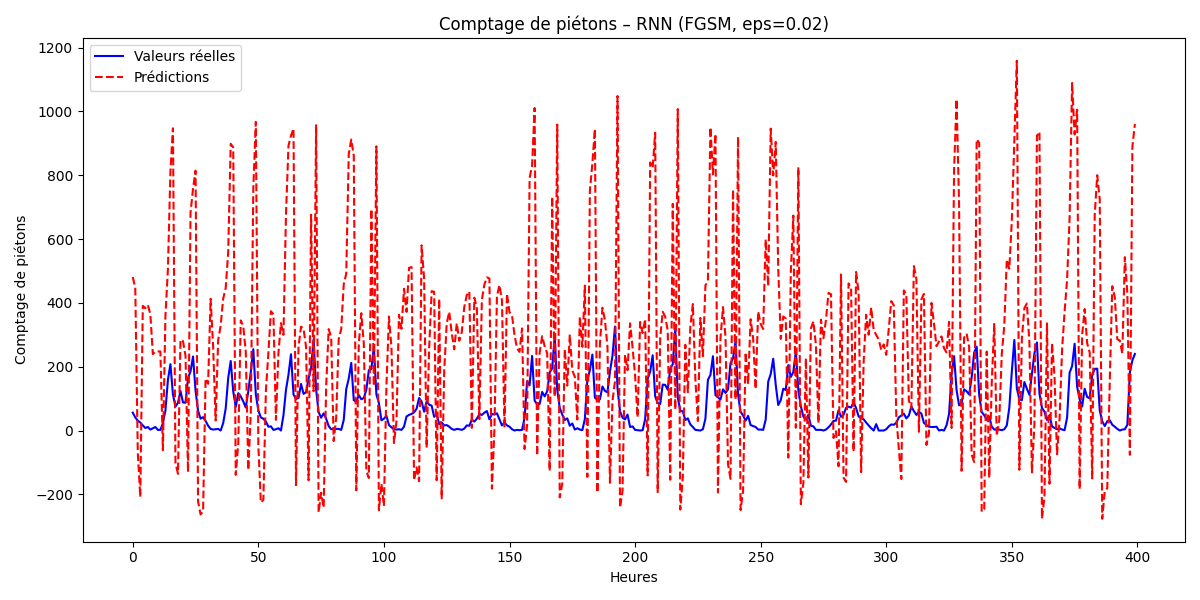 Comptage de piétons – RNN (FGSM, eps=0.02)
Valeurs réelles
Prédictions
Comptage de piétons
1200
1000
800
600
400
200
0
−200
0 50 100 150 200 250 300 350 400
Heures